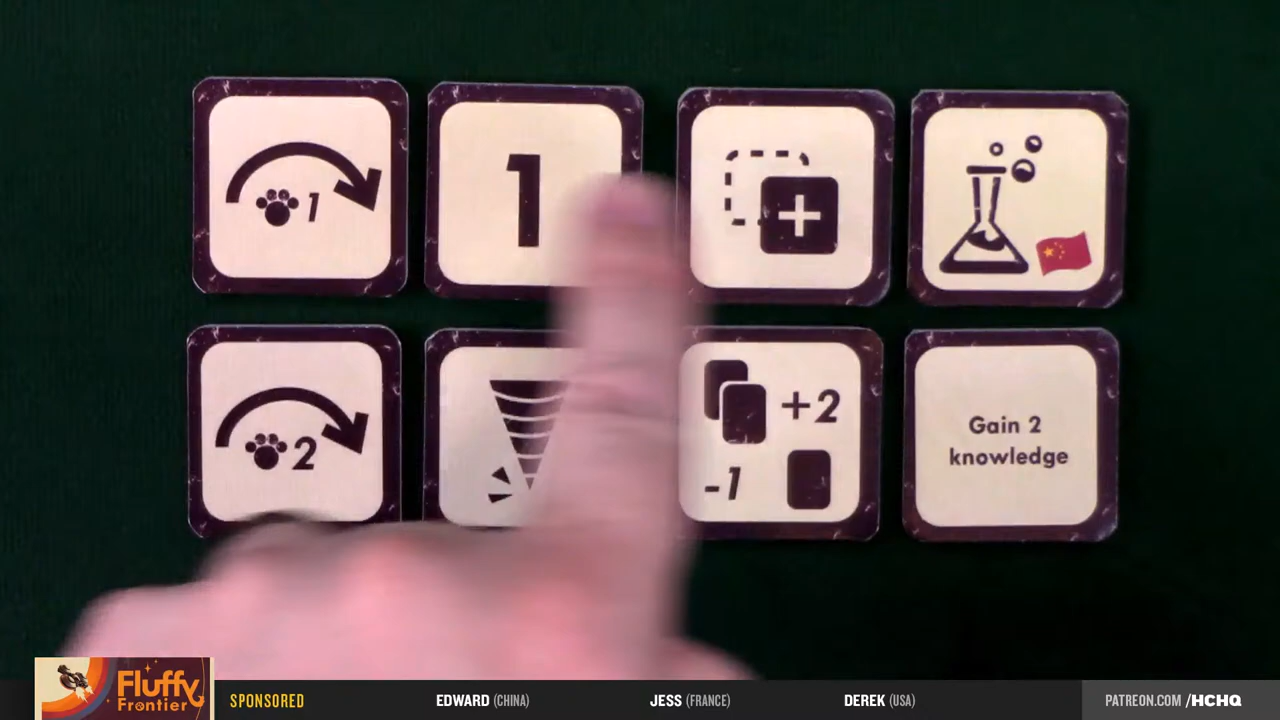 1
1
2
+2
-1
Gain 2
knowledge
Fluffy
Frontier
SPONSORED
EDWARD (CHINA)
JESS (FRANCE)
DEREK (USA)
PATREON.COM/HCHQ